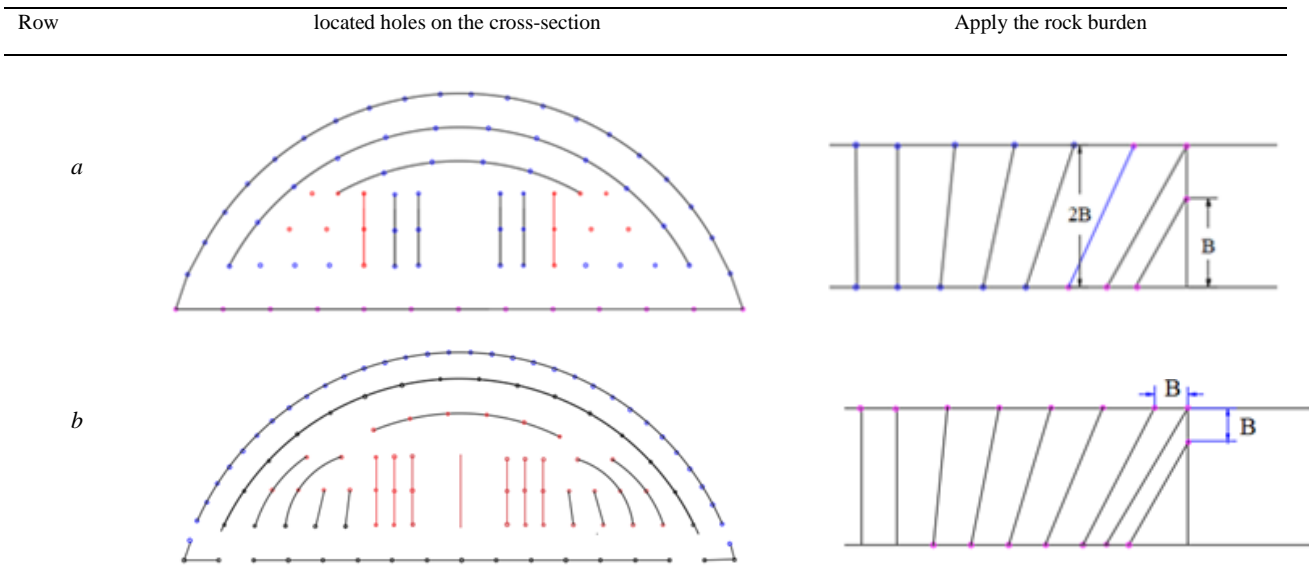 Row located holes on the cross-section Apply the rock burden
a
2B
B
b
B
B